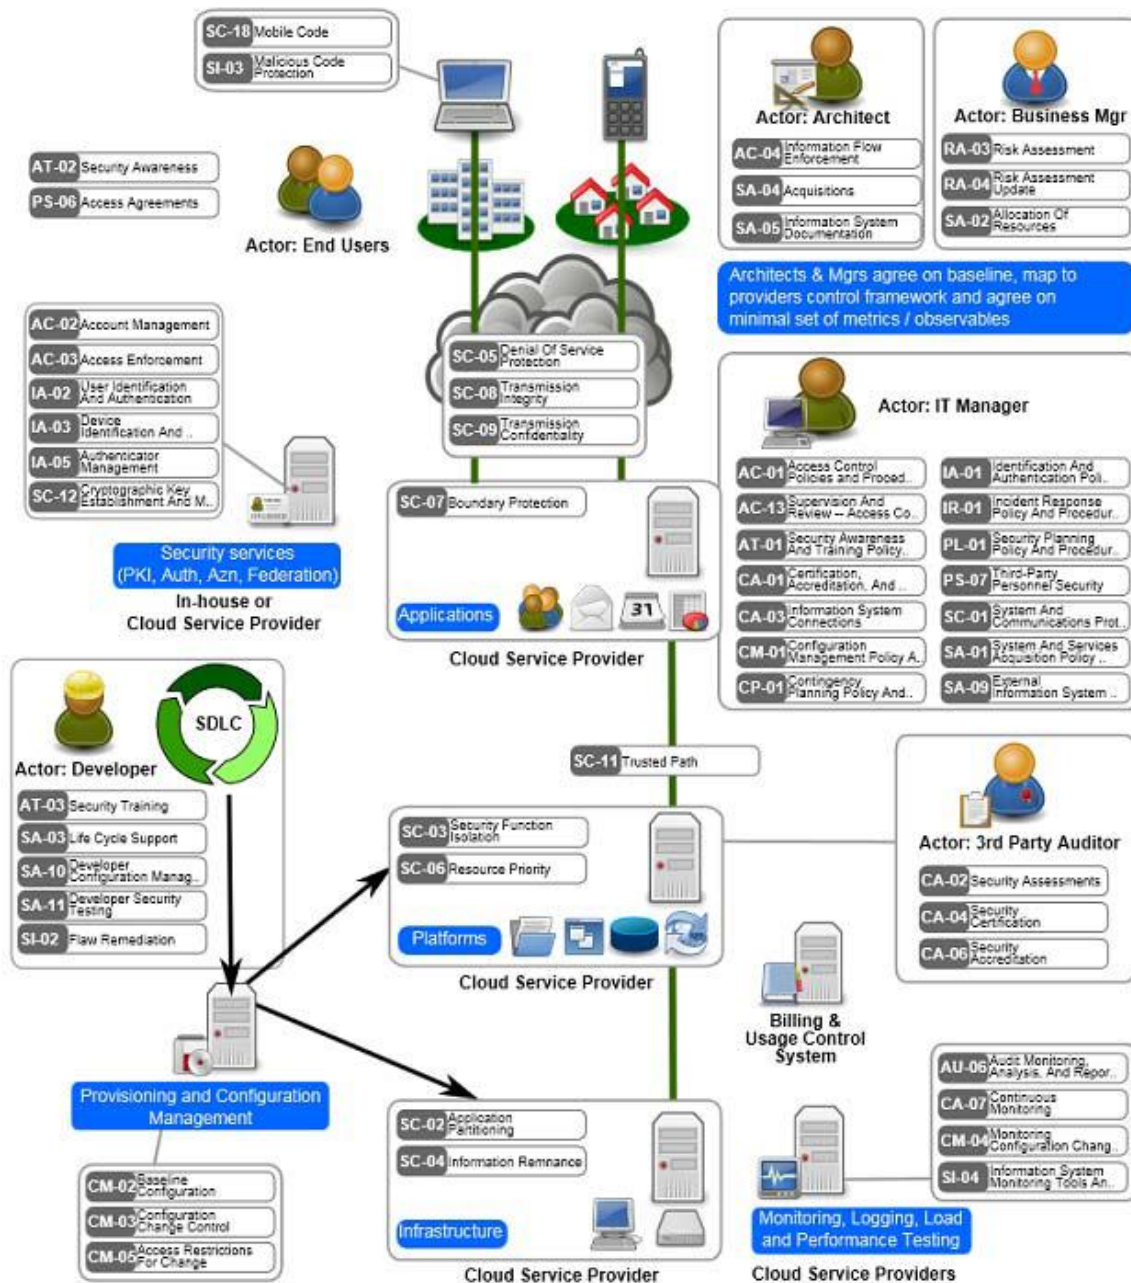 SC-18 Mobile Code
SI-03 Malicious Code
Protection
AT-02 Security Awareness
PS-06 Access Agreements
Actor: End Users
Actor: Architect
AC-04 Information Flow
Enforcement
SA-04 Acquisitions
SA-05 Information System
Documentation
Actor: Business Mgr
RA-03 Risk Assessment
RA-04 Risk Assessment
Update
SA-02 Allocation Of
Resources
Architects & Mgrs agree on baseline, map to
providers control framework and agree on
minimal set of metrics / observables
AC-02 Account Management
AC-03 Access Enforcement
IA-02 User Identification
And Authentication
IA-03 Device
Identification And ..
IA-05 Authenticator
Management
SC-12 Cryptographic Key
Establishment And M..
Security services
(PKI, Auth, Azn, Federation)
In-house or
Cloud Service Provider
SC-05 Denial Of Service
Protection
SC-08 Transmission
Integrity
SC-09 Transmission
Confidentiality
SC-07 Boundary Protection
31
Applications
Cloud Service Provider
Actor: IT Manager
AC-01 Access Control
Policies and Proced..
AC-13 Supervision And
Review -- Access Co..
AT-01 Security Awareness
And Training Policy..
CA-01 Certification,
Accreditation, And ..
CA-03 Information System
Connections
CM-01 Configuration
Management Policy A..
CP-01 Contingency
Planning Policy And..
IA-01 Identification And
Authentication Poli..
IR-01 Incident Response
Policy And Procedur..
PL-01 Security Planning
Policy And Procedur..
PS-07 Third-Party
Personnel Security
SC-01 System And
Communications Prot..
SA-01 System And Services
Acquisition Policy ..
SA-09 External
Information System ..
SDLC
Actor: Developer
AT-03 Security Training
SA-03 Life Cycle Support
SA-10 Developer
Configuration Manag..
SA-11 Developer Security
Testing
SI-02 Flaw Remediation
SC-11 Trusted Path
SC-03 Security Function
Isolation
SC-06 Resource Priority
Platforms
Cloud Service Provider
Actor: 3rd Party Auditor
CA-02 Security Assessments
CA-04 Security
Certification
CA-06 Security
Accreditation
Billing &
Usage Control
System
Provisioning and Configuration
Management
CM-02 Baseline
Configuration
CM-03 Configuration
Change Control
CM-05 Access Restrictions
For Change
SC-02 Application
Partitioning
SC-04 Information Remnance
Infrastructure
Cloud Service Provider
AU-06 Audit Monitoring,
Analysis, And Repor..
CA-07 Continuous
Monitoring
CM-04 Monitoring
Configuration Chang..
SI-04 Information System
Monitoring Tools An..
Monitoring, Logging, Load
and Performance Testing
Cloud Service Providers